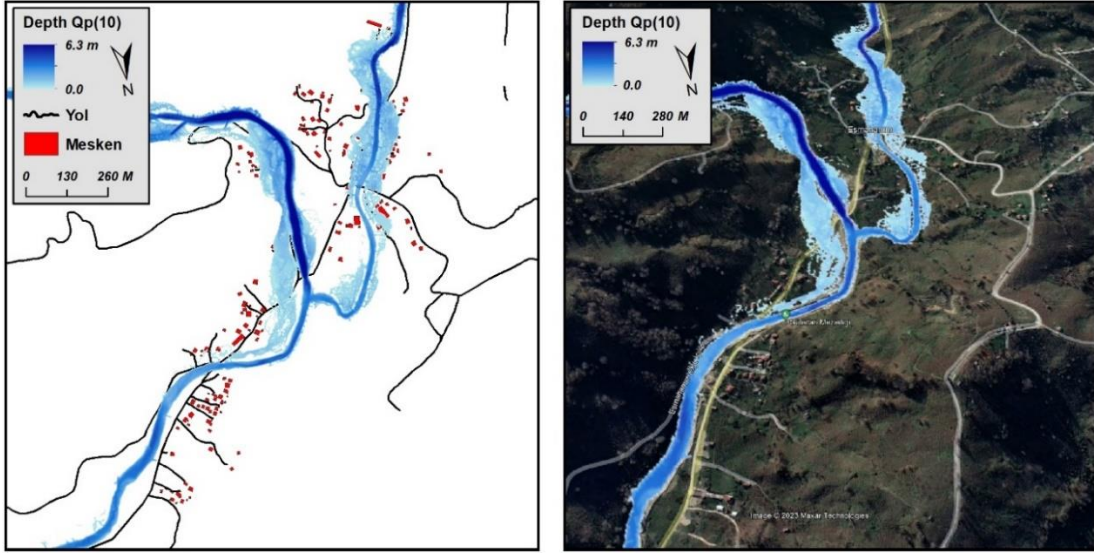 Depth Qp(10)
6.3 m
0.0
N
Yol
Mesken
0 130 260 M
Depth Qp(10)
6.3 m
0.0
N
0 140 280 M
Image © 2023 Maxar Technologies